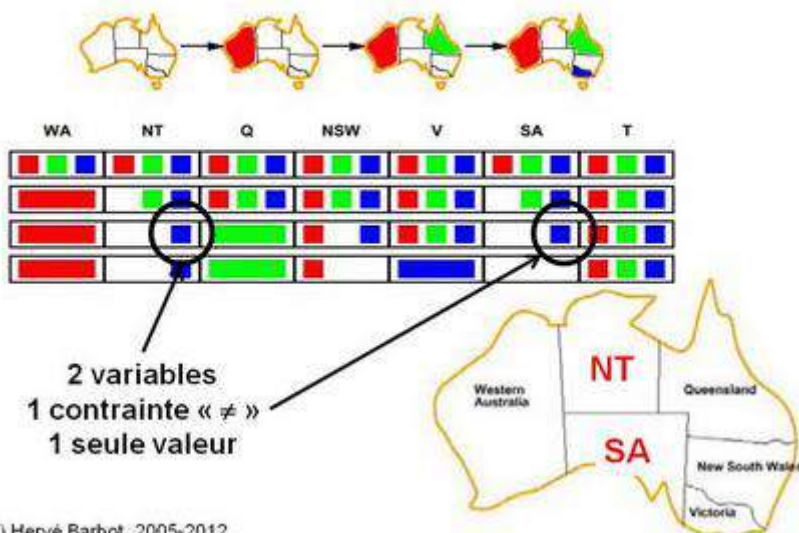 WA NT Q NSW V SA T
2 variables
1 contrainte « ≠ »
1 seule valeur
Western
Australia
NT
Queensland
SA
New South Wales
Victoria
) Hervé Barbot, 2005-2012